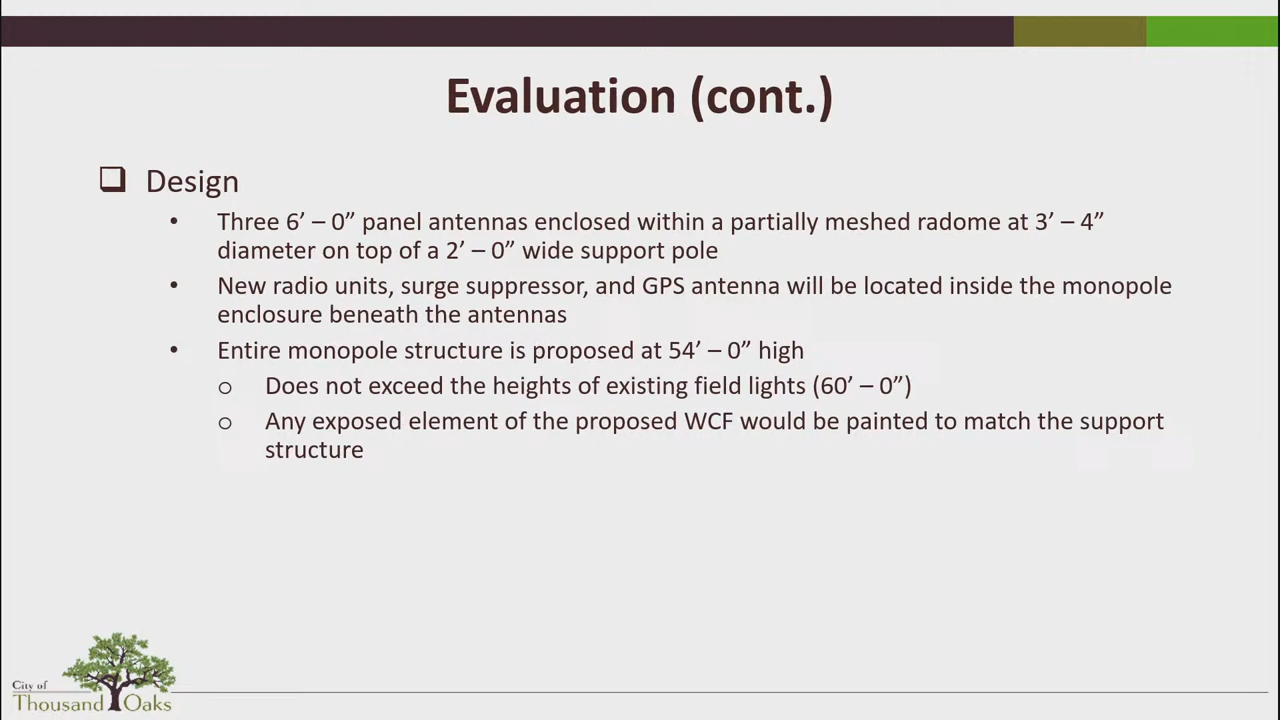 Evaluation (cont.)
❑ Design
• Three 6’ – 0” panel antennas enclosed within a partially meshed radome at 3’ – 4”
diameter on top of a 2’ – 0” wide support pole
• New radio units, surge suppressor, and GPS antenna will be located inside the monopole
enclosure beneath the antennas
• Entire monopole structure is proposed at 54’ – 0” high
o Does not exceed the heights of existing field lights (60’ – 0”)
o Any exposed element of the proposed WCF would be painted to match the support
structure
City of
Thousand Oaks